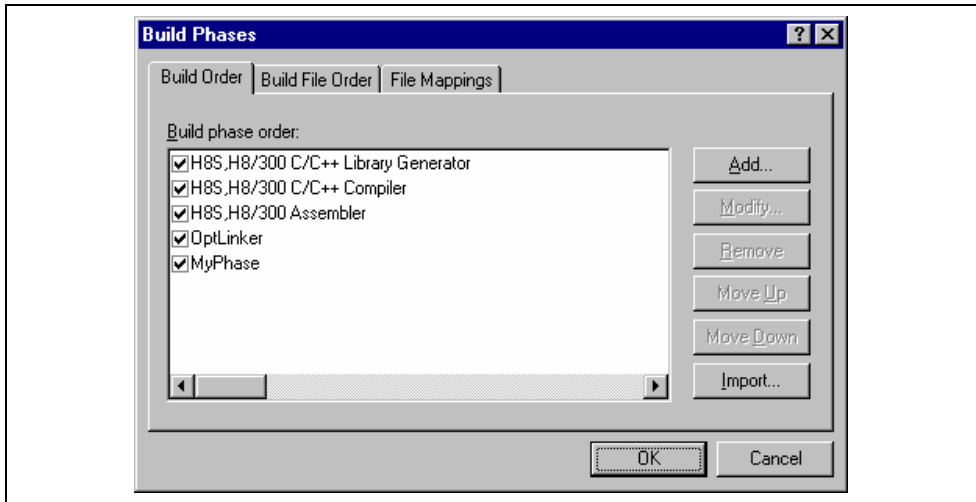 Build Phases
Build Order Build File Order File Mappings
Build phase order:
H8S,H8/300 C/C++ Library Generator
H8S,H8/300 C/C++ Compiler
H8S,H8/300 Assembler
OptLinker
MyPhase
Add...
Modify...
Remove
Move Up
Move Down
Import...
OK Cancel